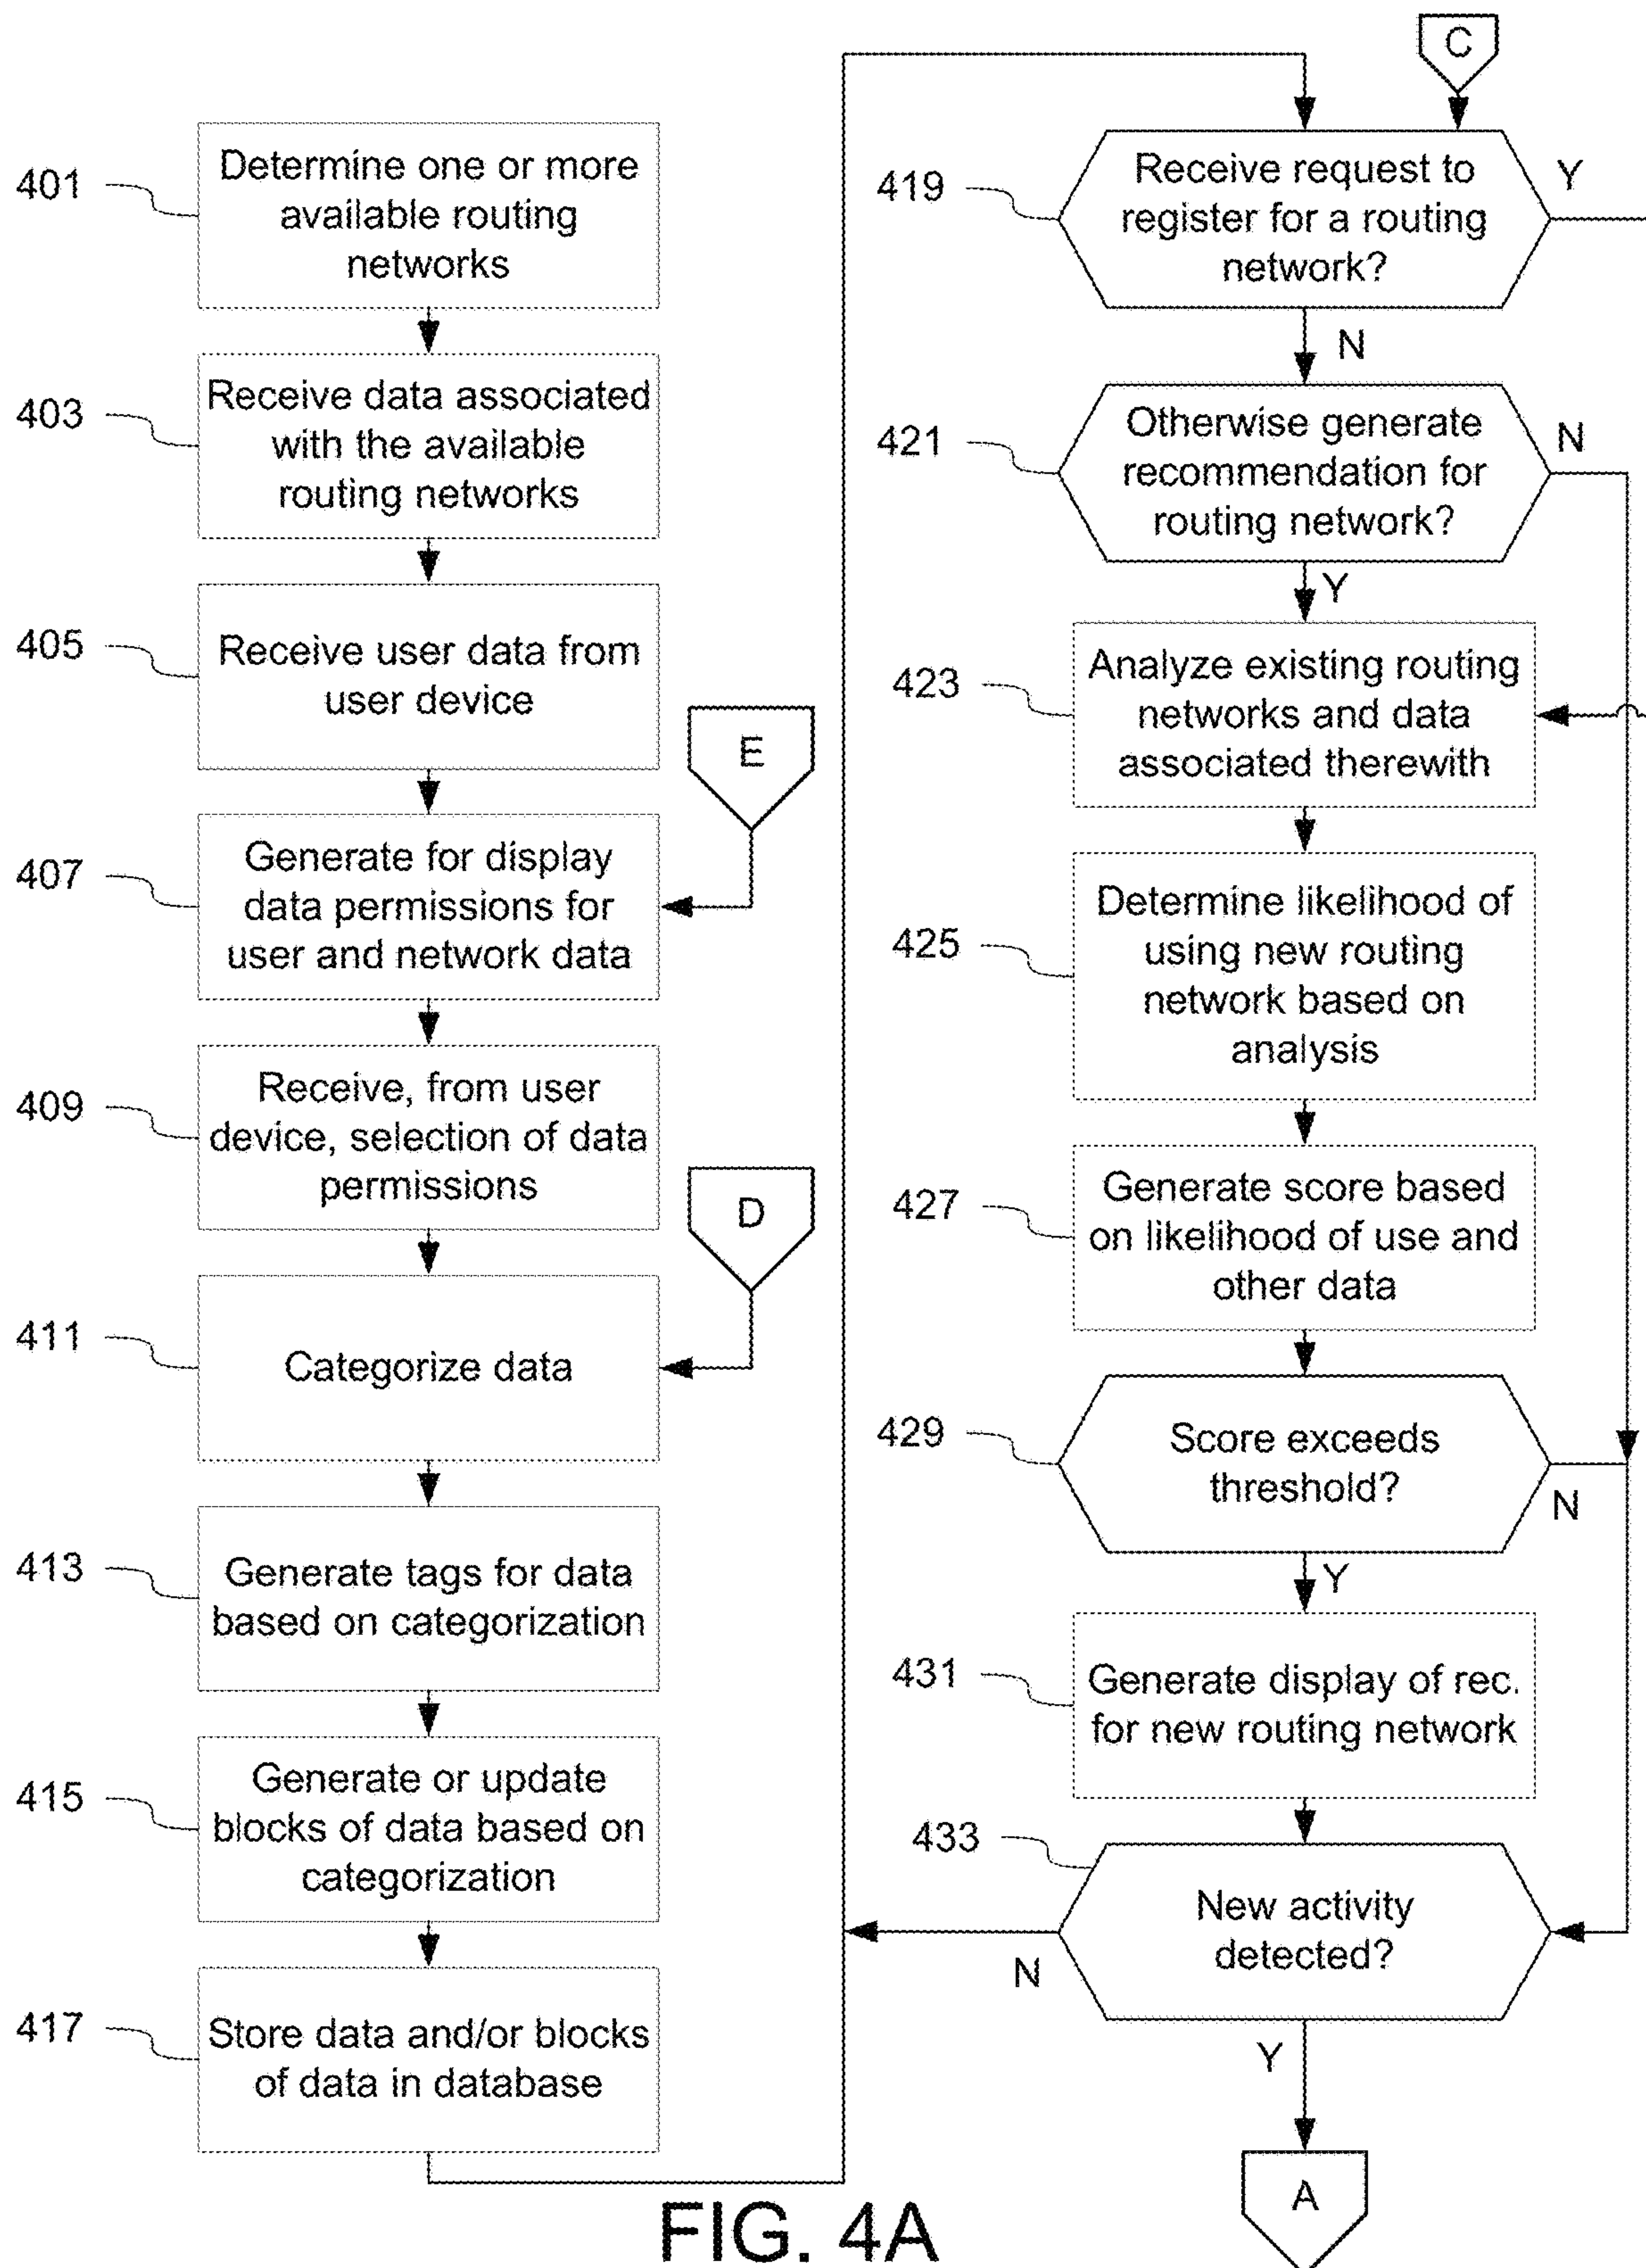 401
Determine one or more
available routing
networks
403
Receive data associated
with the available
routing networks
405
Receive user data from
user device
E
407
Generate for display
data permissions for
user and network data
409
Receive, from user
device, selection of data
permissions
D
411
Categorize data
413
Generate tags for data
based on categorization
415
Generate or update
blocks of data based on
categorization
417
Store data and/or blocks
of data in database
C
419
Receive request to
register for a routing
network?
Y
N
421
Otherwise generate
recommendation for
routing network?
N
Y
423
Analyze existing routing
networks and data
associated therewith
425
Determine likelihood of
using new routing
network based on
analysis
427
Generate score based
on likelihood of use and
other data
429
Score exceeds
threshold?
N
Y
431
Generate display of rec.
for new routing network
433
New activity
detected?
N
Y
A
FIG. 4A